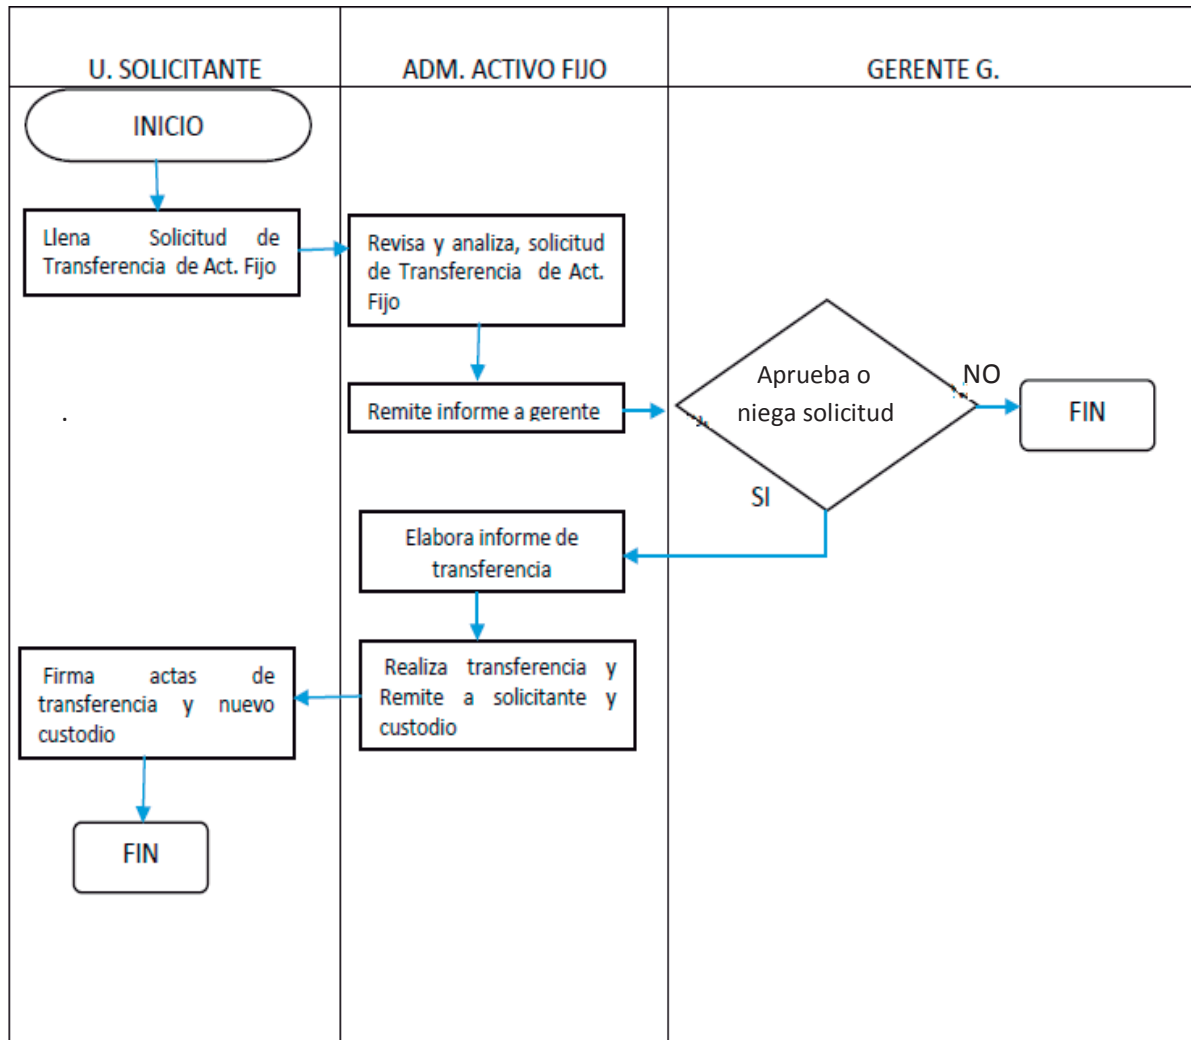 U. SOLICITANTE
ADM. ACTIVO FIJO
GERENTE G.
INICIO
Llena Solicitud de
Transferencia de Act. Fijo
Revisa y analiza, solicitud
de Transferencia de Act.
Fijo
Remite informe a gerente
Aprueba o
niega solicitud
NO
FIN
SI
Elabora informe de
transferencia
Realiza transferencia y
Remite a solicitante y
custodio
Firma actas de
transferencia y nuevo
custodio
FIN
.